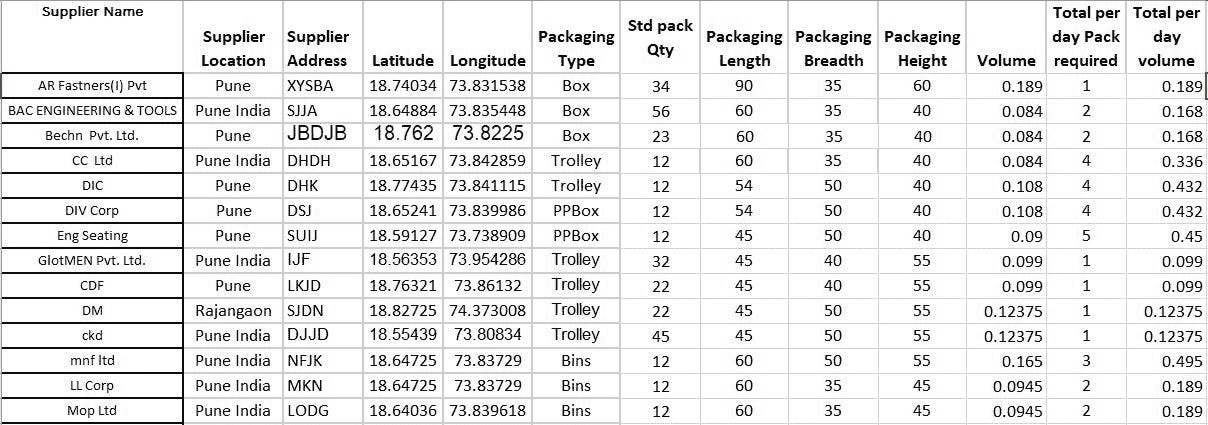 Supplier Name Supplier Location Supplier Address Latitude Longitude Packaging Type Std pack Qty Packaging Length Packaging Breadth Packaging Height Volume Total per day Pack required Total per day volume
AR Fastners(I) Pvt Pune XYSBA 18.74034 73.831538 Box 34 90 35 60 0.189 1 0.189
BAC ENGINEERING & TOOLS Pune India SJJA 18.64884 73.835448 Box 56 60 35 40 0.084 2 0.168
Bechn Pvt. Ltd. Pune JBDJB 18.762 73.8225 Box 23 60 35 40 0.084 2 0.168
CC Ltd Pune India DHDH 18.65167 73.842859 Trolley 12 60 35 40 0.084 4 0.336
DIC Pune DHK 18.77435 73.841115 Trolley 12 54 50 40 0.108 4 0.432
DIV Corp Pune DSJ 18.65241 73.839986 PPBox 12 54 50 40 0.108 4 0.432
Eng Seating Pune SUIJ 18.59127 73.738909 PPBox 12 45 50 40 0.09 5 0.45
GlotMEN Pvt. Ltd. Pune India IJF 18.56353 73.954286 Trolley 32 45 40 55 0.099 1 0.099
CDF Pune LKJD 18.76321 73.86132 Trolley 22 45 40 55 0.099 1 0.099
DM Rajangaon SJDN 18.82725 74.373008 Trolley 22 45 50 55 0.12375 1 0.12375
ckd Pune India DJJD 18.55439 73.80834 Trolley 45 45 50 55 0.12375 1 0.12375
mnf ltd Pune India NFJK 18.64725 73.83729 Bins 12 60 50 55 0.165 3 0.495
LL Corp Pune India MKN 18.64725 73.83729 Bins 12 60 35 45 0.0945 2 0.189
Mop Ltd Pune India LODG 18.64036 73.839618 Bins 12 60 35 45 0.0945 2 0.189